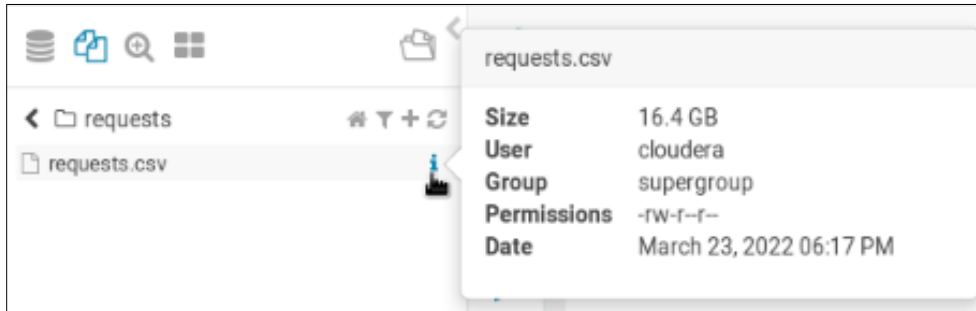 requests
requests.csv
requests.csv
Size 16.4 GB
User cloudera
Group supergroup
Permissions -rw-r--r--
Date March 23, 2022 06:17 PM